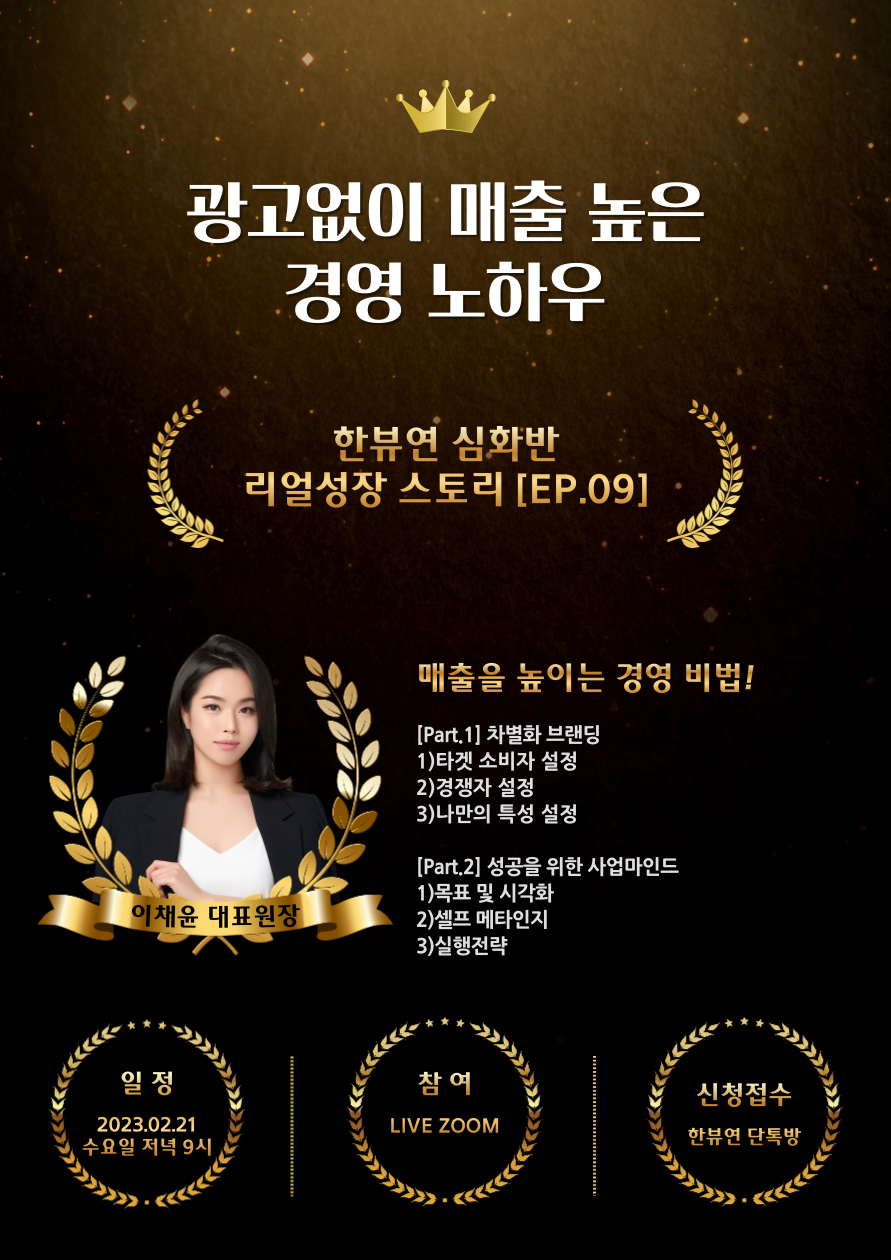 광고없이 매출 높은
경영 노하우
한뷰연 심화반
리얼성장 스토리 [EP.09]
매출을 높이는 경영 비법!
[Part.1] 차별화 브랜딩
1)타겟 소비자 설정
2)경쟁자 설정
3)나만의 특성 설정
[Part.2] 성공을 위한 사업마인드
1)목표 및 시각화
2)셀프 메타인지
3)실행전략
이채윤 대표원장
일 정
2023.02.21
수요일 저녁 9시
참 여
LIVE ZOOM
신청접수
한뷰연 단톡방